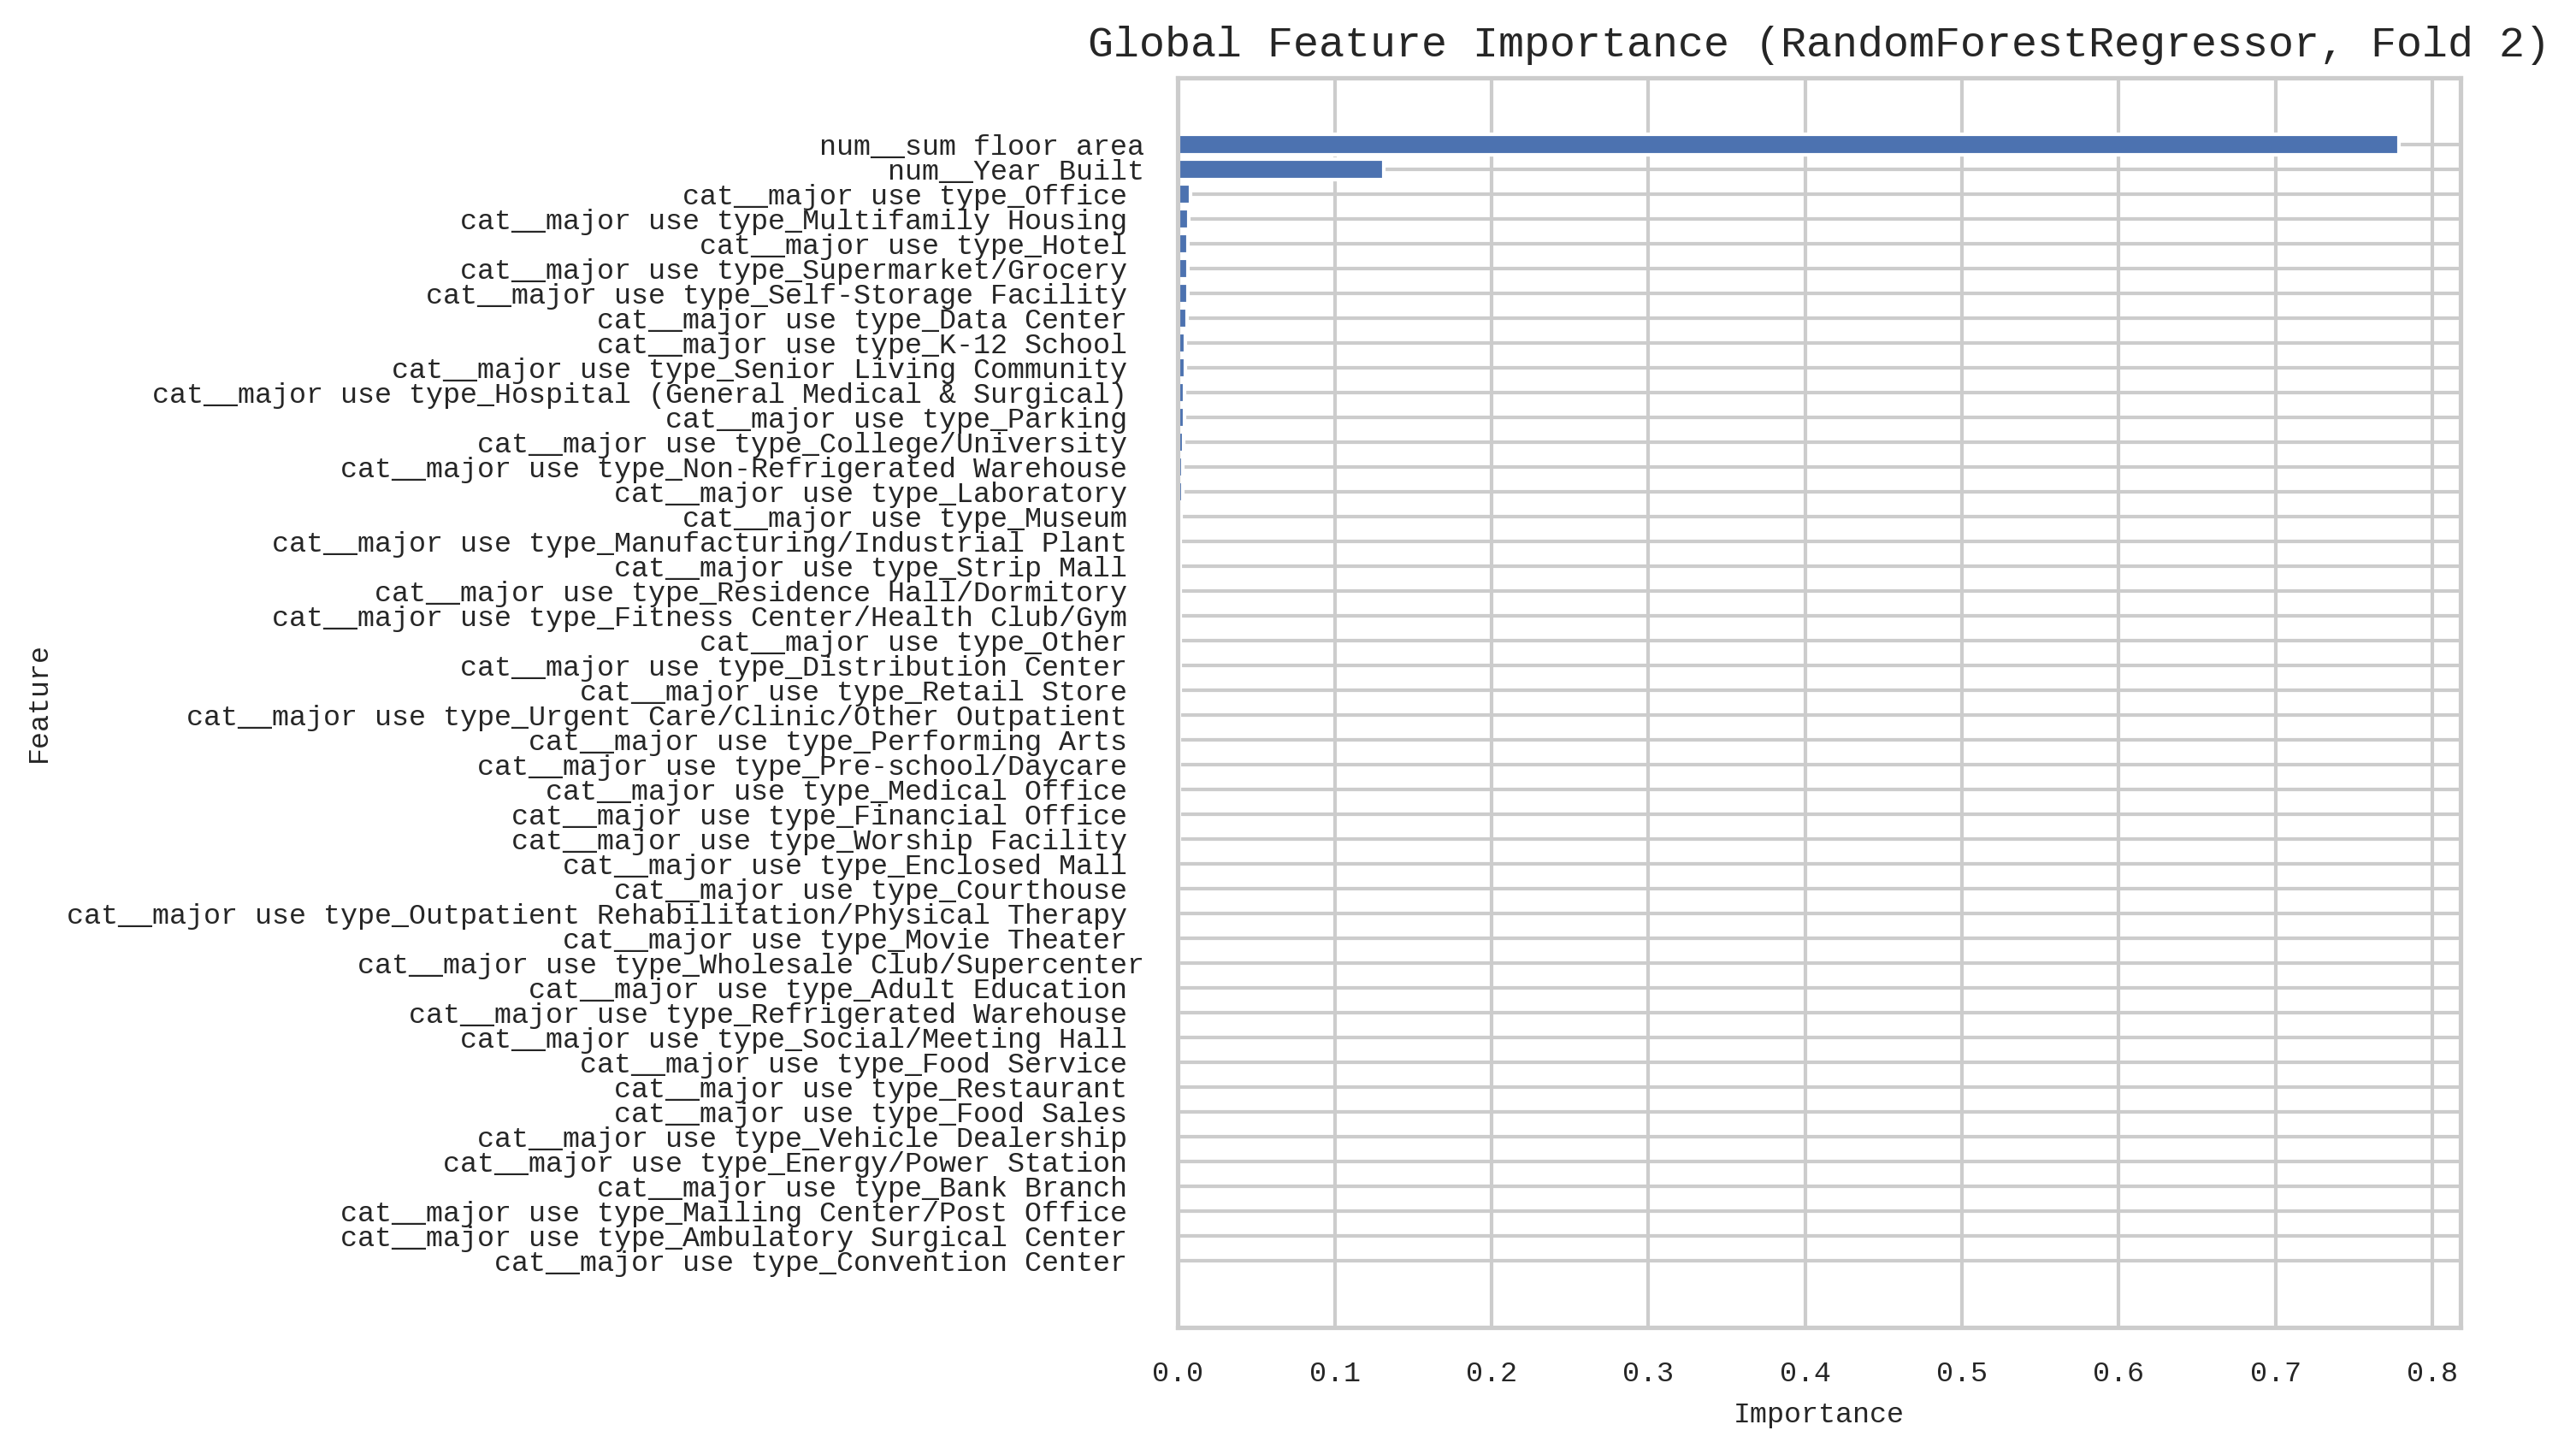 Global Feature Importance (RandomForestRegressor, Fold 2)
num__sum floor area
num__Year Built
cat__major use type_Office
cat__major use type_Multifamily Housing
cat__major use type_Hotel
cat__major use type_Supermarket/Grocery
cat__major use type_Self-Storage Facility
cat__major use type_Data Center
cat__major use type_K-12 School
cat__major use type_Senior Living Community
cat__major use type_Hospital (General Medical & Surgical)
cat__major use type_Parking
cat__major use type_College/University
cat__major use type_Non-Refrigerated Warehouse
cat__major use type_Laboratory
cat__major use type_Museum
cat__major use type_Manufacturing/Industrial Plant
cat__major use type_Strip Mall
cat__major use type_Residence Hall/Dormitory
cat__major use type_Fitness Center/Health Club/Gym
cat__major use type_Other
cat__major use type_Distribution Center
cat__major use type_Retail Store
cat__major use type_Urgent Care/Clinic/Other Outpatient
cat__major use type_Performing Arts
cat__major use type_Pre-school/Daycare
cat__major use type_Medical Office
cat__major use type_Financial Office
cat__major use type_Worship Facility
cat__major use type_Enclosed Mall
cat__major use type_Courthouse
cat__major use type_Outpatient Rehabilitation/Physical Therapy
cat__major use type_Movie Theater
cat__major use type_Wholesale Club/Supercenter
cat__major use type_Adult Education
cat__major use type_Refrigerated Warehouse
cat__major use type_Social/Meeting Hall
cat__major use type_Food Service
cat__major use type_Restaurant
cat__major use type_Food Sales
cat__major use type_Vehicle Dealership
cat__major use type_Energy/Power Station
cat__major use type_Bank Branch
cat__major use type_Mailing Center/Post Office
cat__major use type_Ambulatory Surgical Center
cat__major use type_Convention Center
Feature
0.0 0.1 0.2 0.3 0.4 0.5 0.6 0.7 0.8
Importance